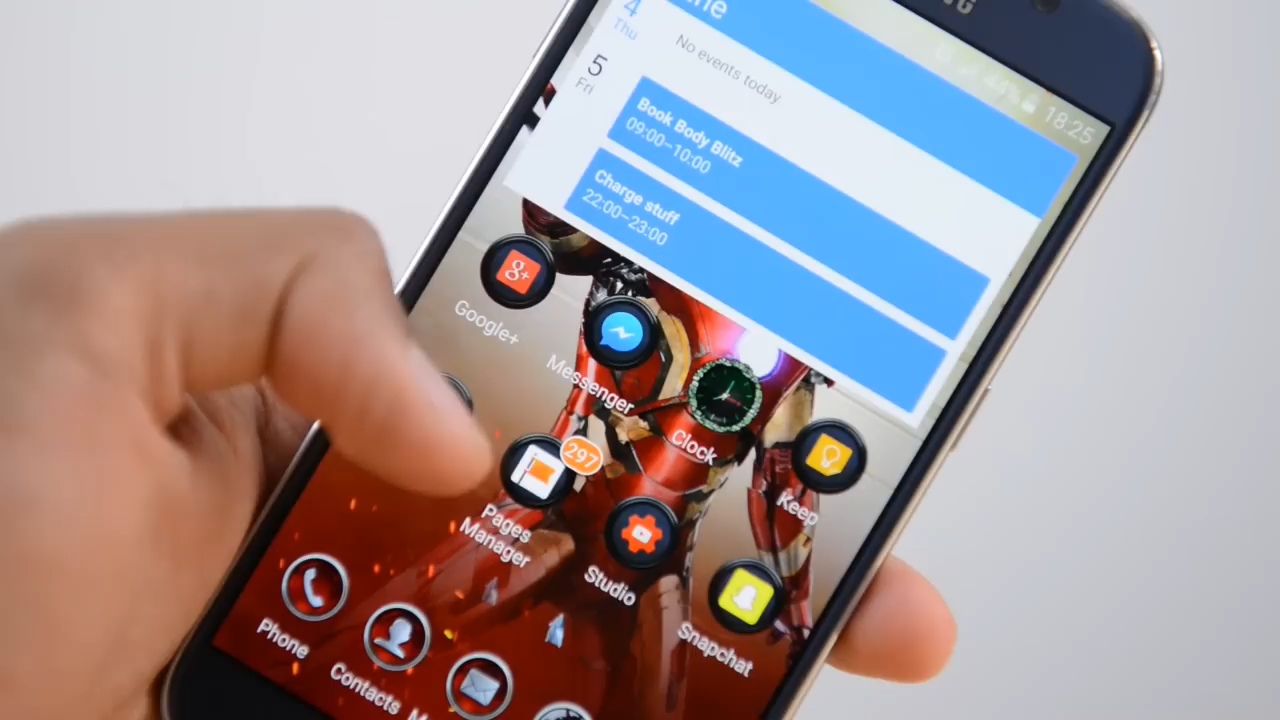 18:25
4
Thu
No events today
5
Fri
Book Body Blitz
09:00–10:00
Charge stuff
22:00–23:00
Google+
Messenger
Clock
Keep
297
Pages
Manager
Studio
Snapchat
Phone
Contacts